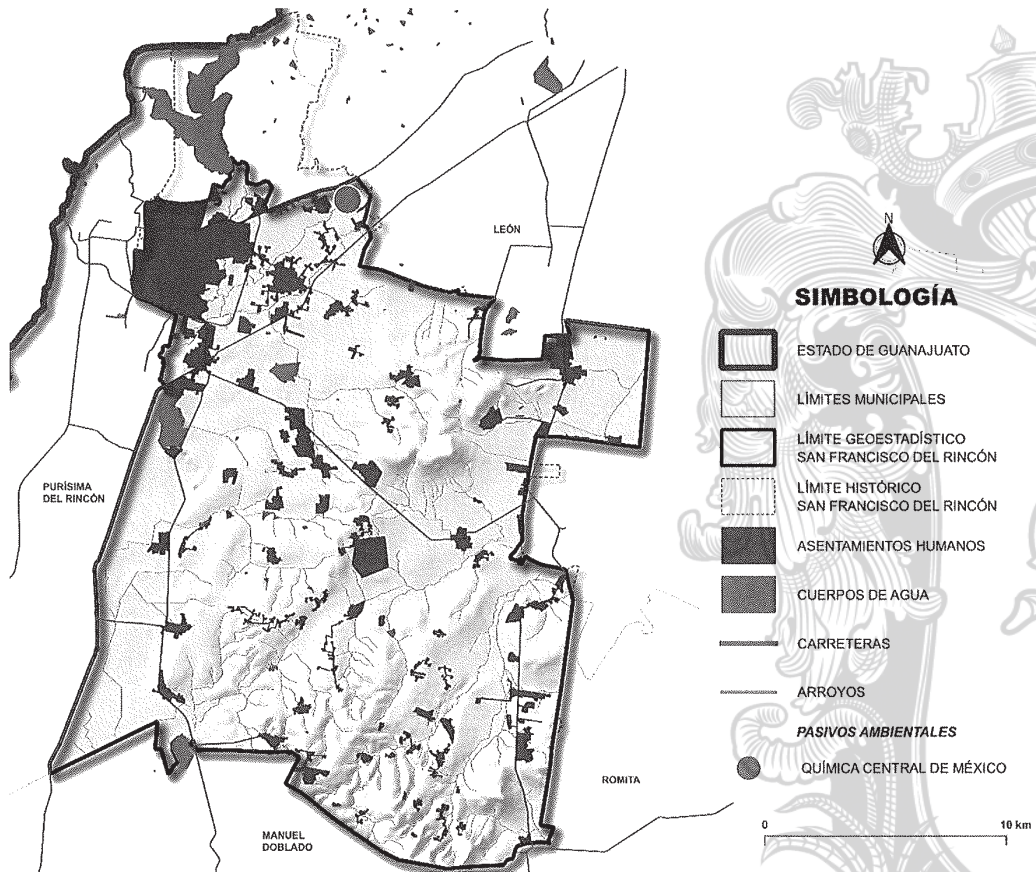 LEÓN
PURÍSIMA
DEL RINCÓN
MANUEL
DOBLADO
ROMITA
N
SIMBOLOGÍA
ESTADO DE GUANAJUATO
LÍMITES MUNICIPALES
LÍMITE GEOESTADÍSTICO
SAN FRANCISCO DEL RINCÓN
LÍMITE HISTÓRICO
SAN FRANCISCO DEL RINCÓN
ASENTAMIENTOS HUMANOS
CUERPOS DE AGUA
CARRETERAS
ARROYOS
PASIVOS AMBIENTALES
QUÍMICA CENTRAL DE MÉXICO
0 10 km